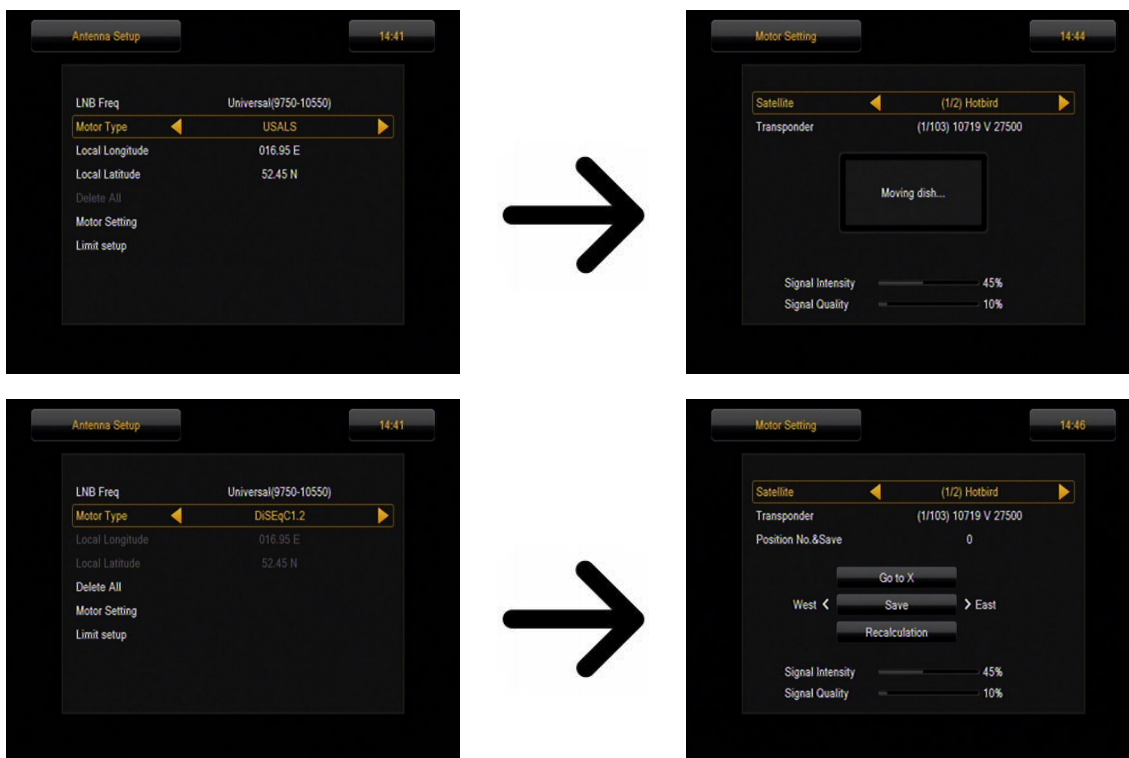 Antenna Setup 14:41
LNB Freq Universal(9750-10550)
Motor Type USALS
Local Longitude 016.95 E
Local Latitude 52.45 N
Delete All
Motor Setting
Limit setup
Motor Setting 14:44
Satellite (1/2) Hotbird
Transponder (1/103) 10719 V 27500
Moving dish...
Signal Intensity 45%
Signal Quality 10%
Antenna Setup 14:41
LNB Freq Universal(9750-10550)
Motor Type DiSEqC1.2
Local Longitude 016.95 E
Local Latitude 52.45 N
Delete All
Motor Setting
Limit setup
Motor Setting 14:46
Satellite (1/2) Hotbird
Transponder (1/103) 10719 V 27500
Position No.&Save 0
Go to X
West < Save > East
Recalculation
Signal Intensity 45%
Signal Quality 10%